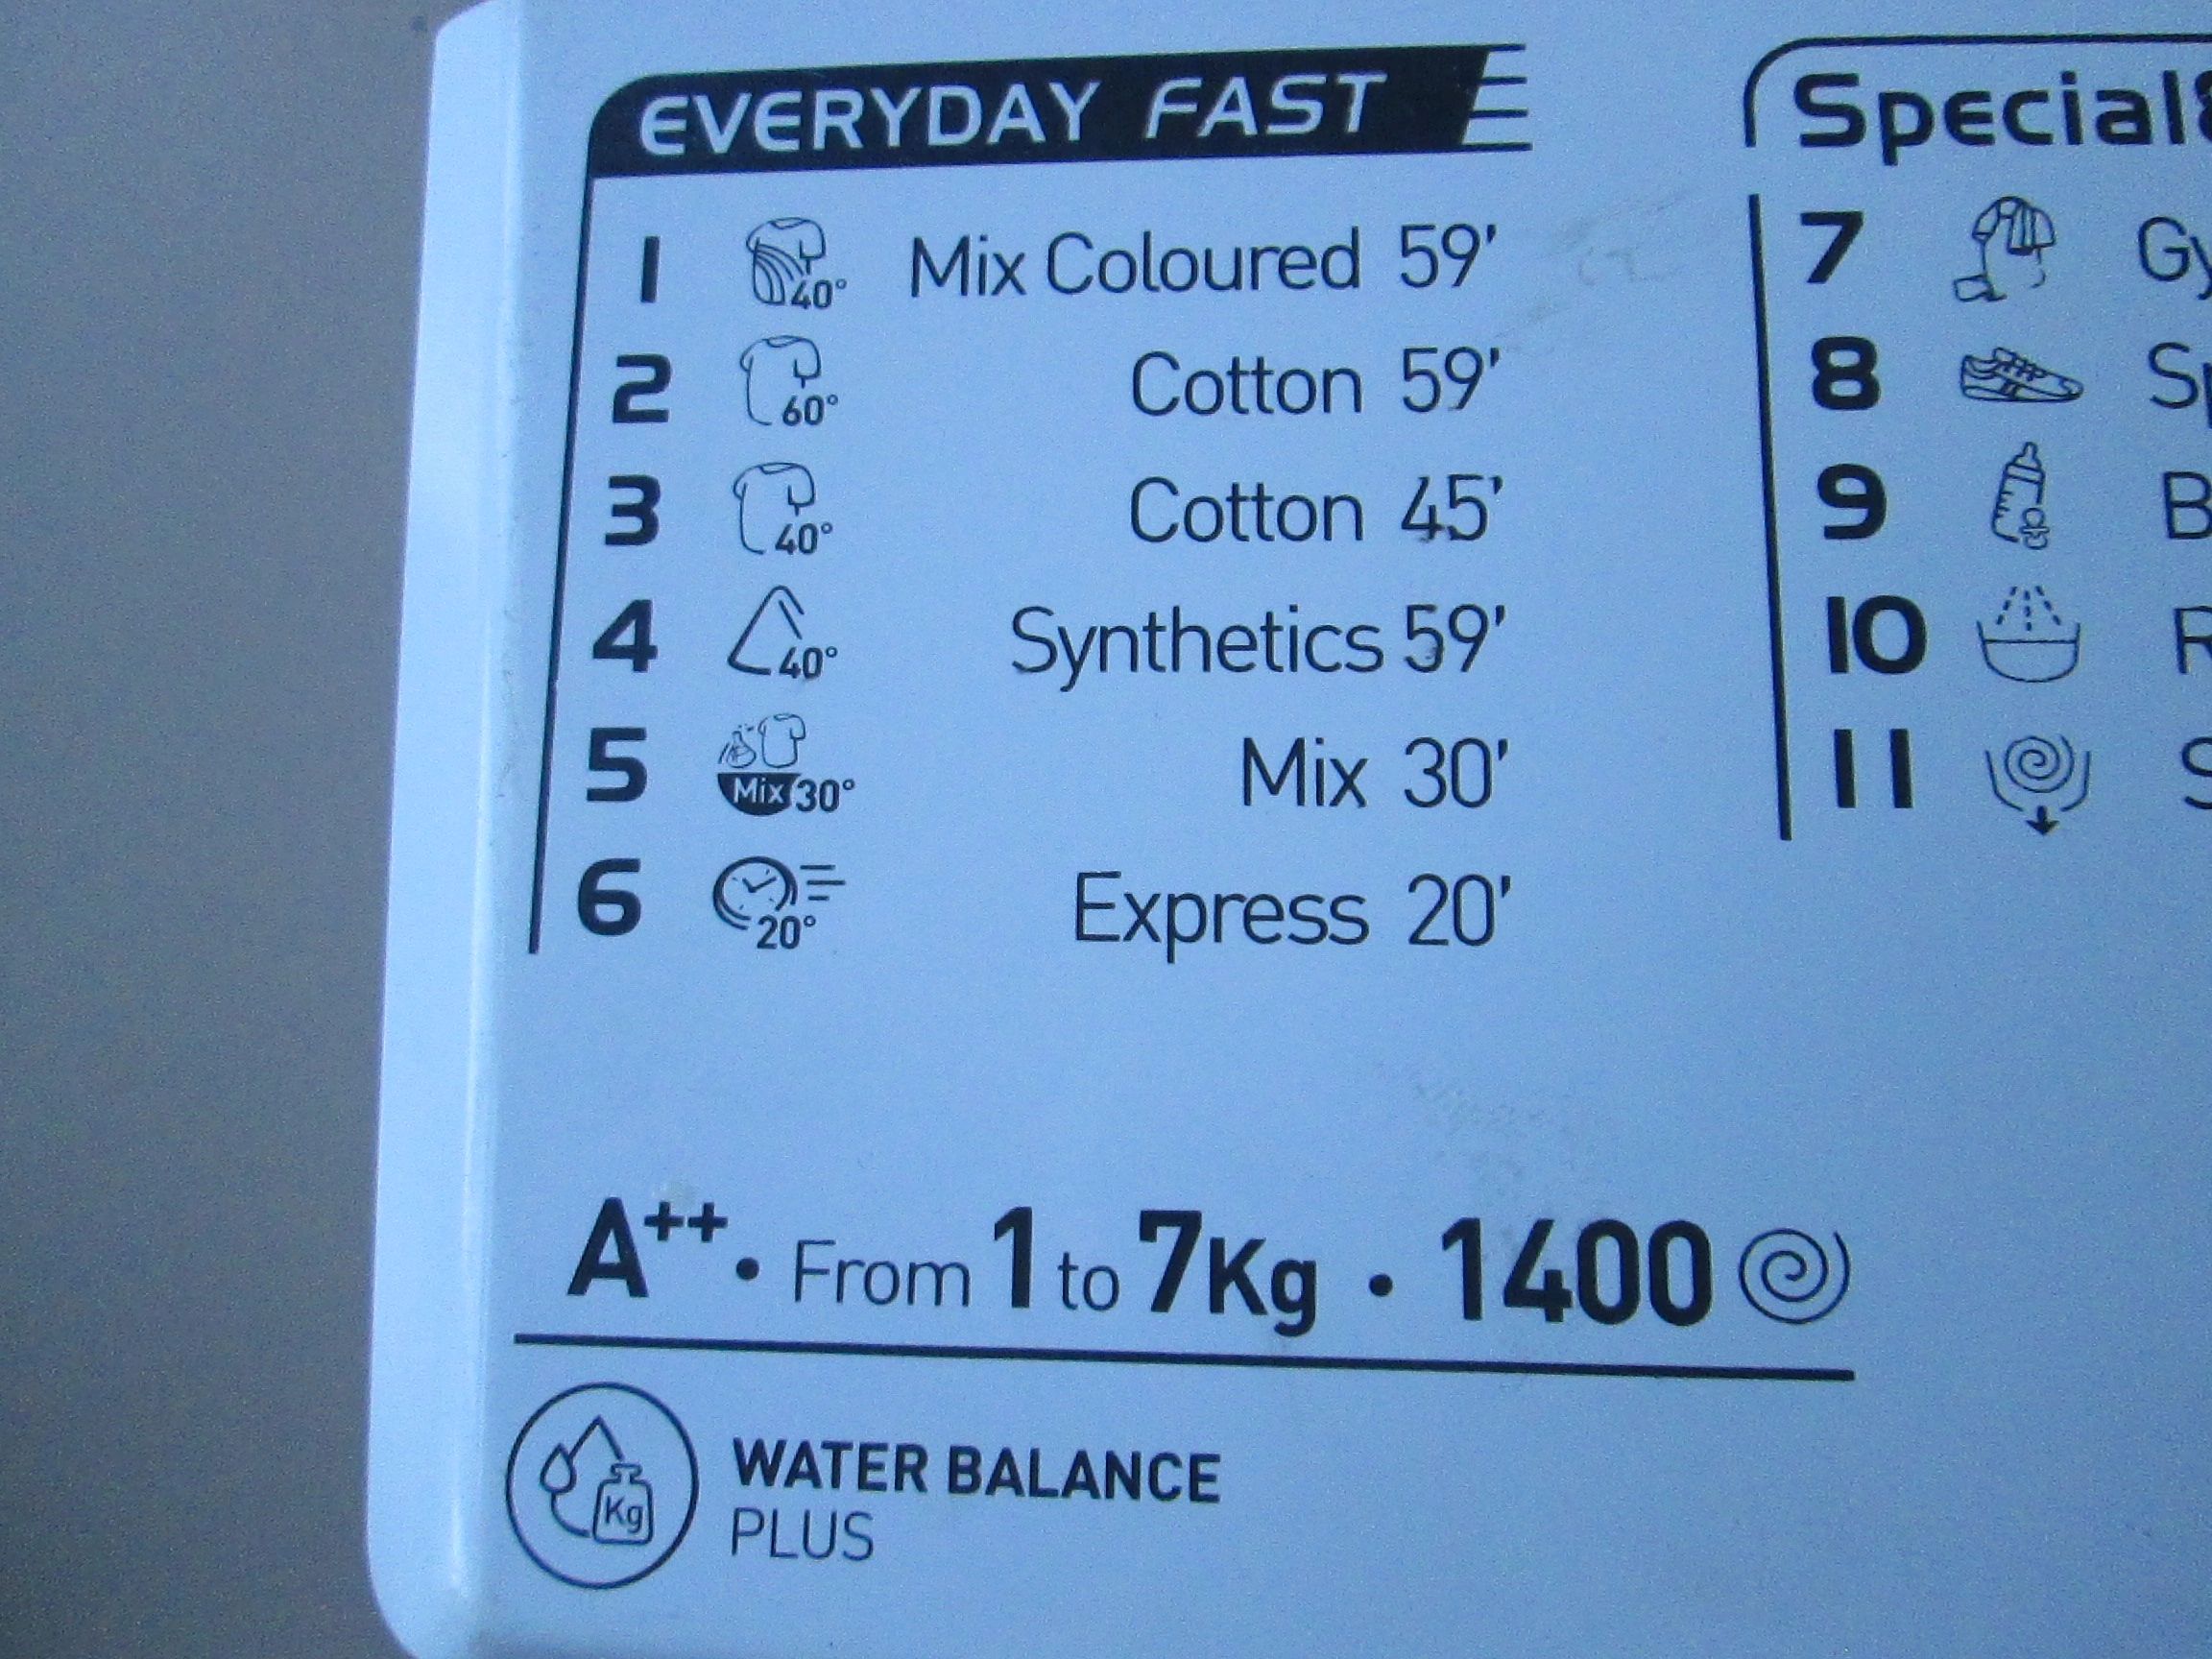 EVERYDAY FAST
1 40° Mix Coloured 59'
2 60° Cotton 59'
3 40° Cotton 45'
4 40° Synthetics 59'
5 Mix 30° Mix 30'
6 20° Express 20'
Special
7
8
9
10
11
A++ • From 1 to 7Kg • 1400
Kg
WATER BALANCE
PLUS